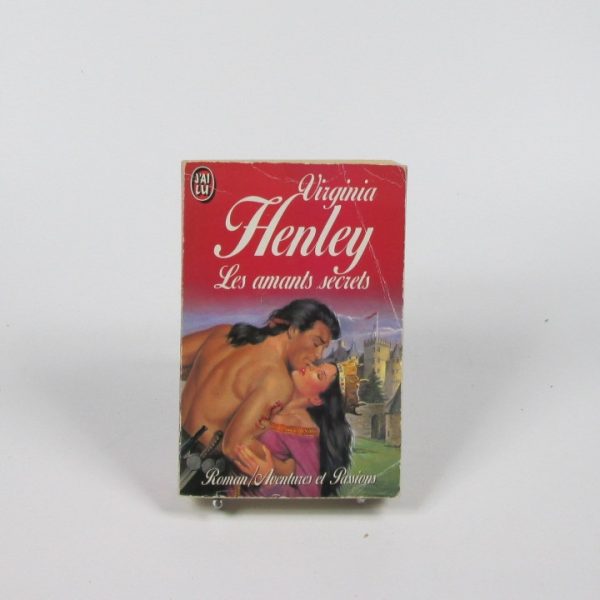 J'AI
LU
Virginia
Henley
Les amants secrets
Roman/Aventures et Passions